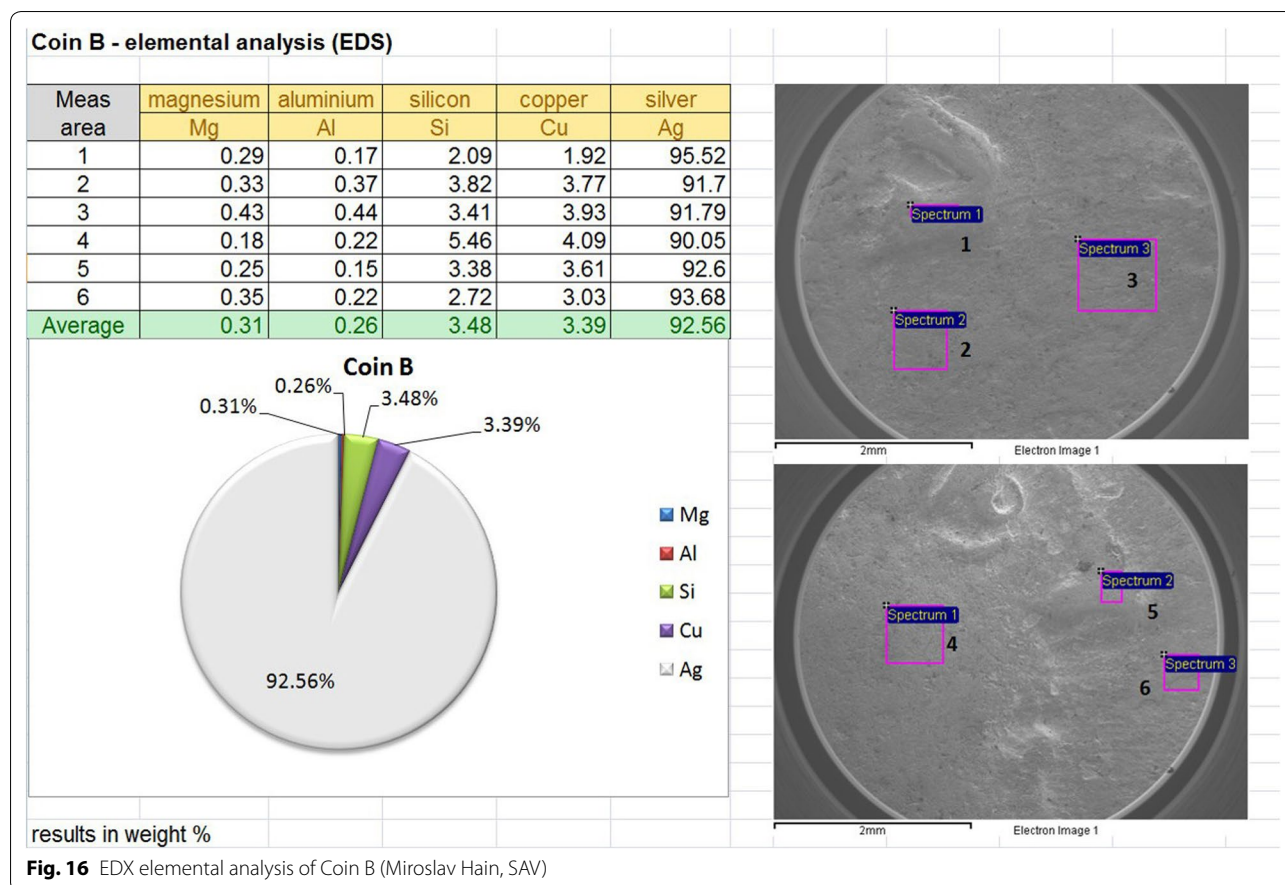 Coin B - elemental analysis (EDS)
Meas area magnesium aluminium silicon copper silver
Mg Al Si Cu Ag
1 0.29 0.17 2.09 1.92 95.52
2 0.33 0.37 3.82 3.77 91.7
3 0.43 0.44 3.41 3.93 91.79
4 0.18 0.22 5.46 4.09 90.05
5 0.25 0.15 3.38 3.61 92.6
6 0.35 0.22 2.72 3.03 93.68
Average 0.31 0.26 3.48 3.39 92.56
Coin B
0.31%
0.26%
3.48%
3.39%
92.56%
Mg
Al
Si
Cu
Ag
results in weight %
Spectrum 1
1
Spectrum 3
3
Spectrum 2
2
2mm Electron Image 1
Spectrum 2
5
Spectrum 1
4
Spectrum 3
6
2mm Electron Image 1
Fig. 16 EDX elemental analysis of Coin B (Miroslav Hain, SAV)